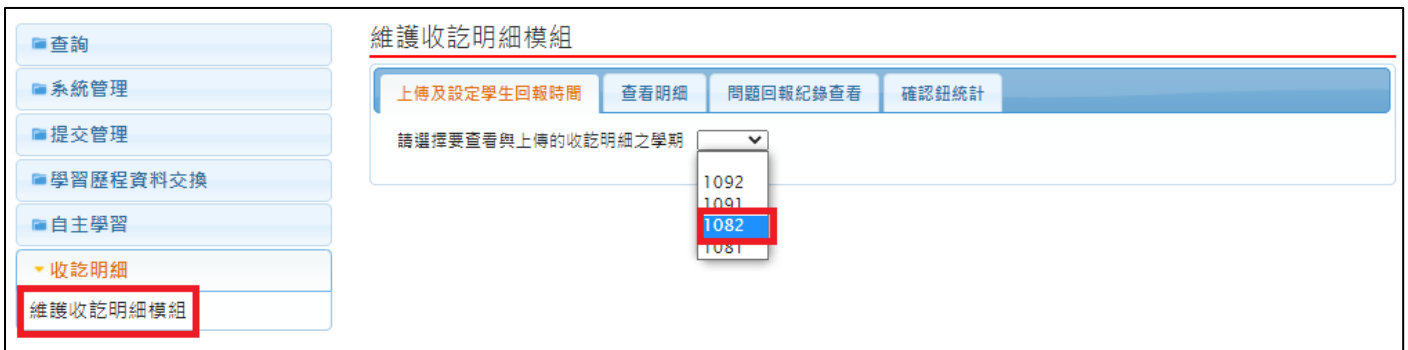 查詢
系統管理
提交管理
學習歷程資料交換
自主學習
收訖明細
維護收訖明細模組
維護收訖明細模組
上傳及設定學生回報時間 查看明細 問題回報紀錄查看 確認鈕統計
請選擇要查看與上傳的收訖明細之學期
1092
1091
1082
1081